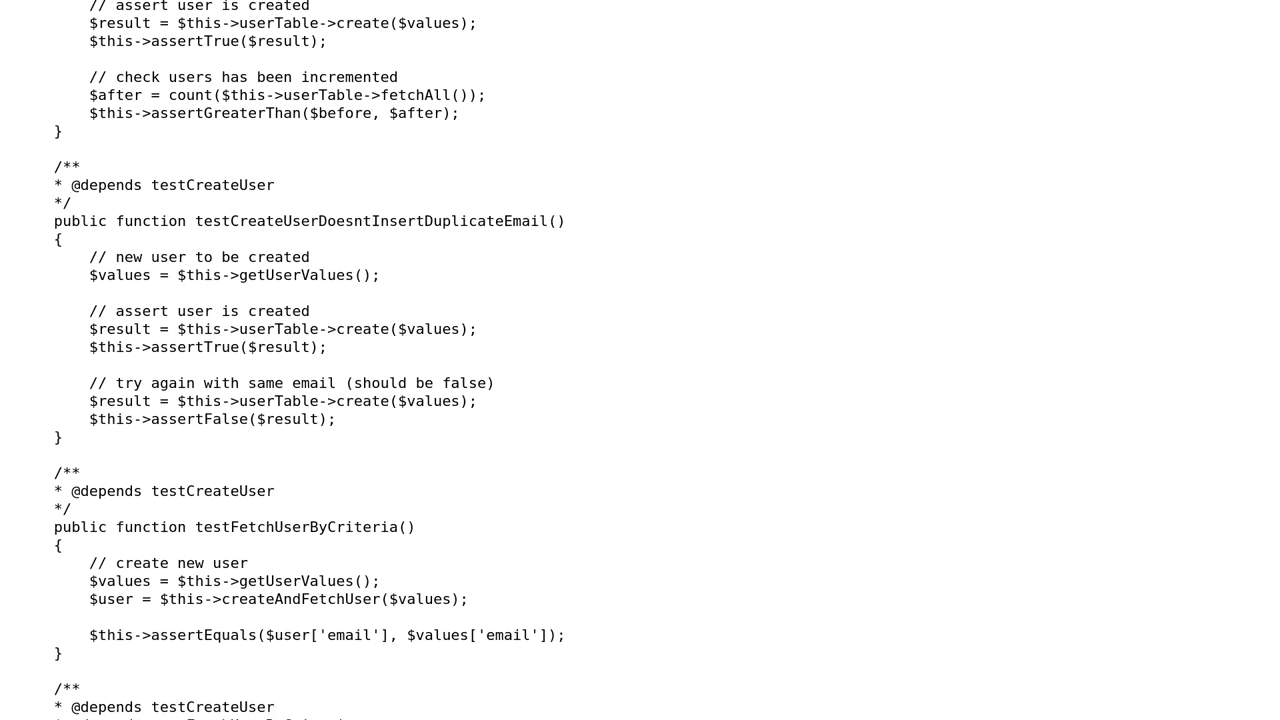 // assert user is created
$result = $this->userTable->create($values);
$this->assertTrue($result);
// check users has been incremented
$after = count($this->userTable->fetchAll());
$this->assertGreaterThan($before, $after);
}
/**
* @depends testCreateUser
*/
public function testCreateUserDoesntInsertDuplicateEmail()
{
// new user to be created
$values = $this->getUserValues();
// assert user is created
$result = $this->userTable->create($values);
$this->assertTrue($result);
// try again with same email (should be false)
$result = $this->userTable->create($values);
$this->assertFalse($result);
}
/**
* @depends testCreateUser
*/
public function testFetchUserByCriteria()
{
// create new user
$values = $this->getUserValues();
$user = $this->createAndFetchUser($values);
$this->assertEquals($user['email'], $values['email']);
}
/**
* @depends testCreateUser